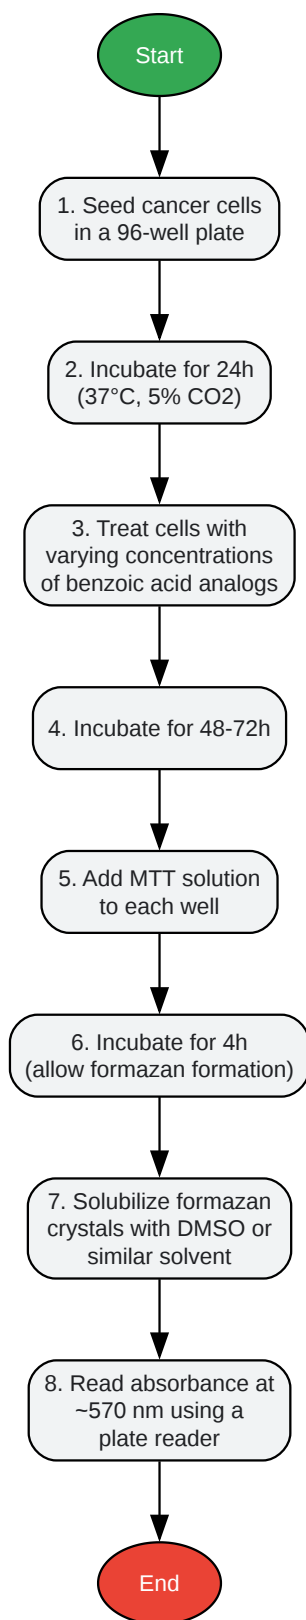 Start
1. Seed cancer cells
in a 96-well plate
2. Incubate for 24h
(37°C, 5% CO2)
3. Treat cells with
varying concentrations
of benzoic acid analogs
4. Incubate for 48-72h
5. Add MTT solution
to each well
6. Incubate for 4h
(allow formazan formation)
7. Solubilize formazan
crystals with DMSO or
similar solvent
8. Read absorbance at
~570 nm using a
plate reader
End